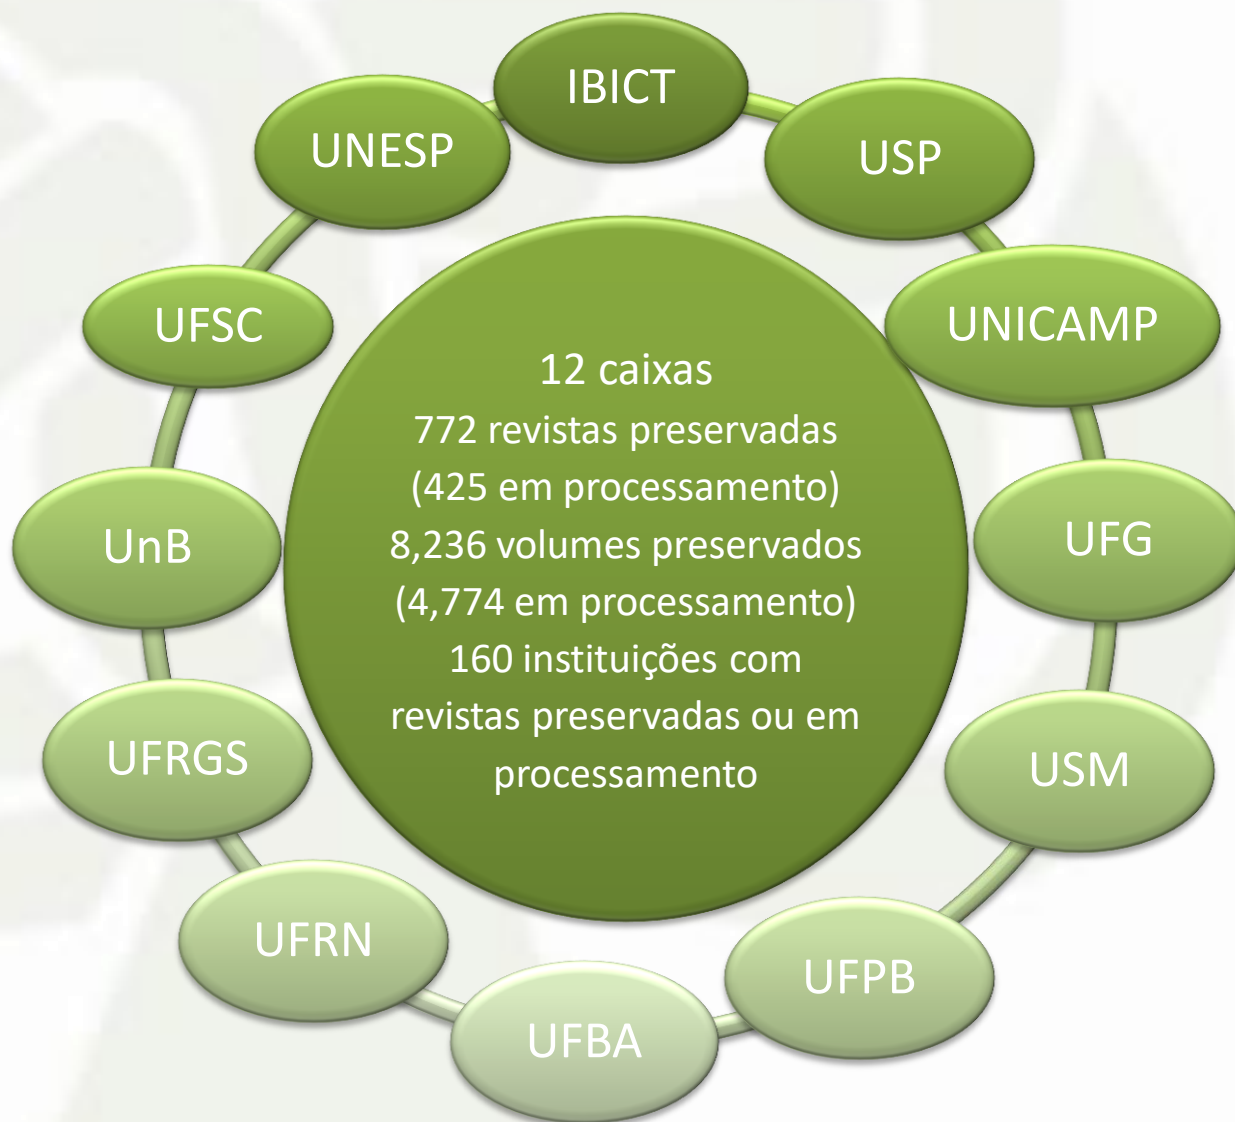 IBICT
USP
UNICAMP
UFG
USM
UFPB
UFBA
UFRN
UFRGS
UnB
UFSC
UNESP
12 caixas
772 revistas preservadas
(425 em processamento)
8,236 volumes preservados
(4,774 em processamento)
160 instituições com
revistas preservadas ou em
processamento